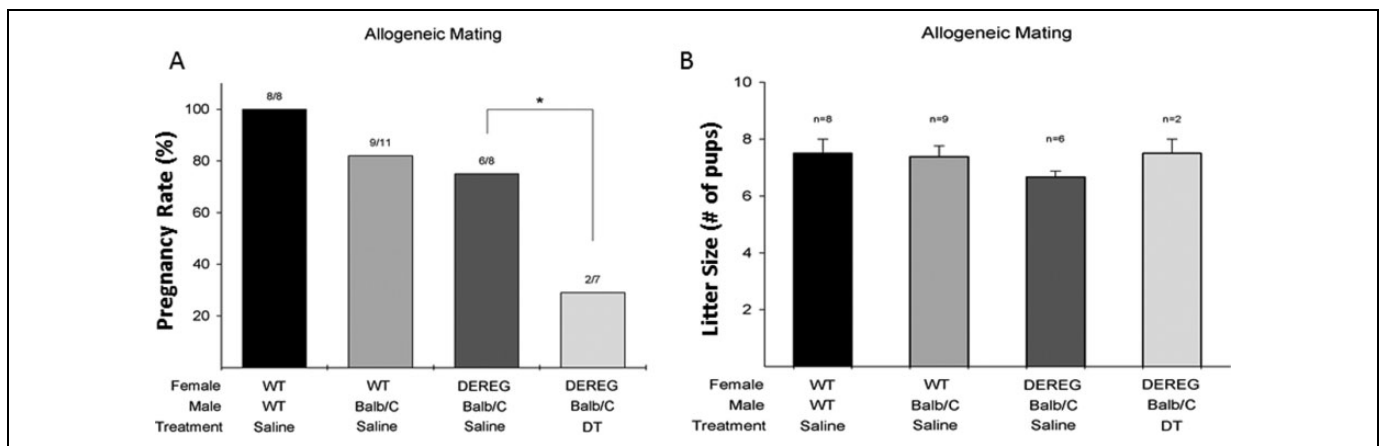 Allogeneic Mating
A
Pregnancy Rate (%)
100
80
60
40
20
8/8
9/11
6/8
*
2/7
Female WT WT DEREG DEREG
Male WT Balb/C Balb/C Balb/C
Treatment Saline Saline Saline DT
Allogeneic Mating
B
Litter Size (# of pups)
10
8
6
4
2
n=8
n=9
n=6
n=2
Female WT WT DEREG DEREG
Male WT Balb/C Balb/C Balb/C
Treatment Saline Saline Saline DT